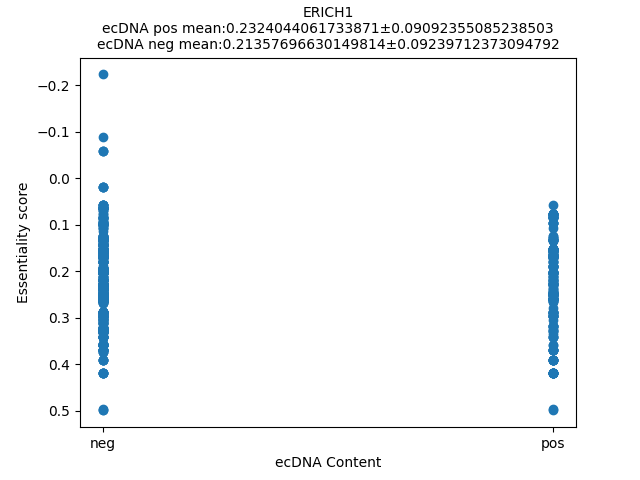 ERICH1
ecDNA pos mean:0.2324044061733871±0.09092355085238503
ecDNA neg mean:0.21357696630149814±0.09239712373094792
−0.2
−0.1
0.0
0.1
0.2
0.3
0.4
0.5
Essentiality score
neg
pos
ecDNA Content